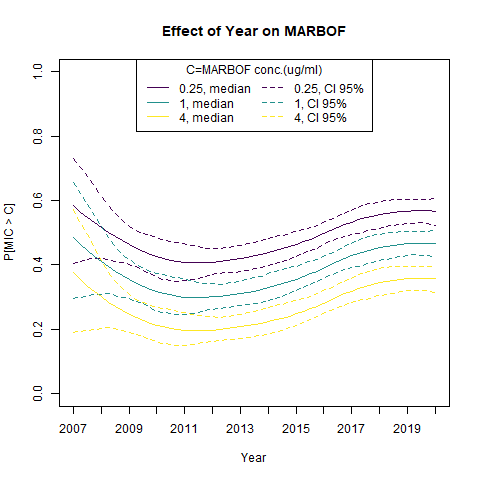 Effect of Year on MARBOF
C=MARBOF conc.(ug/ml)
0.25, median 0.25, CI 95%
1, median 1, CI 95%
4, median 4, CI 95%
P[MIC > C]
1.0
0.8
0.6
0.4
0.2
0.0
2007 2009 2011 2013 2015 2017 2019
Year